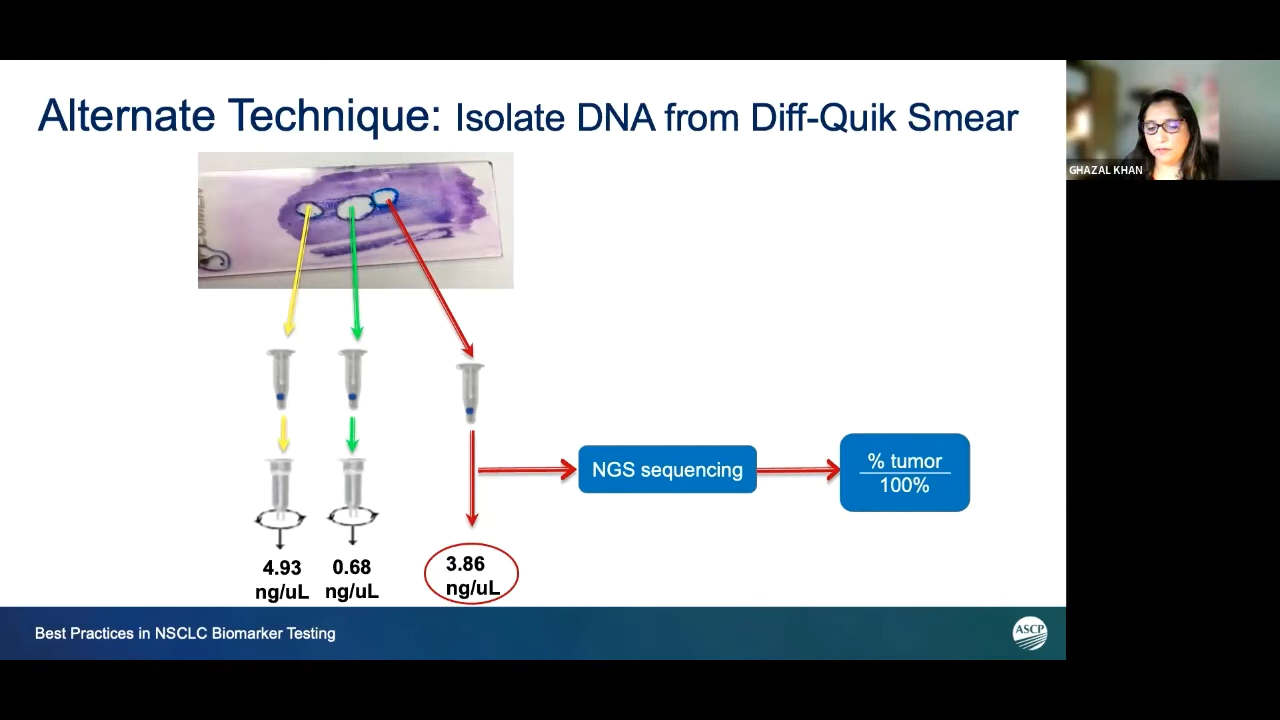 Alternate Technique: Isolate DNA from Diff-Quik Smear
GHAZAL KHAN
NGS sequencing
% tumor
100%
4.93
ng/uL
0.68
ng/uL
3.86
ng/uL
Best Practices in NSCLC Biomarker Testing
ASCP